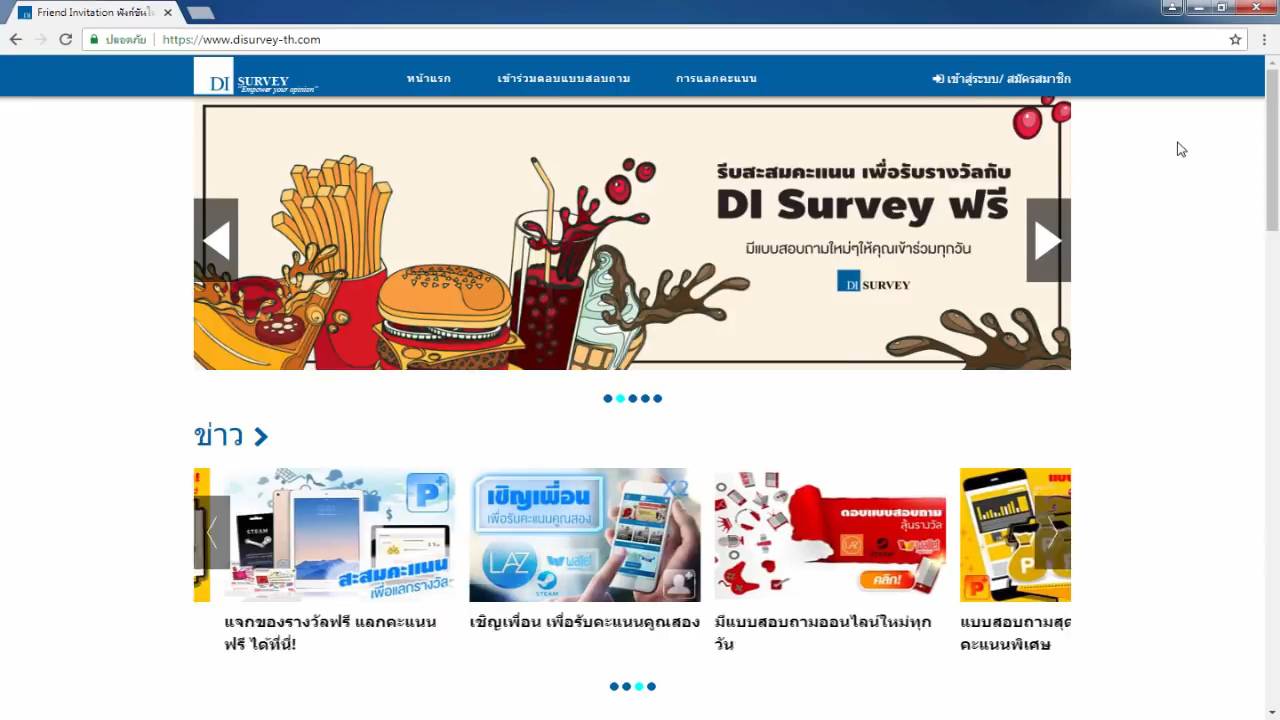 Friend Invitation ฟังก์ชันใ
ปลอดภัย
https://www.disurvey-th.com
DI SURVEY
"Empower your opinion"
หน้าแรก
เข้าร่วมตอบแบบสอบถาม
การแลกคะแนน
เข้าสู่ระบบ/ สมัครสมาชิก
รีบสะสมคะแนน เพื่อรับรางวัลกับ
DI Survey ฟรี
มีแบบสอบถามใหม่ๆให้คุณเข้าร่วมทุกวัน
DI SURVEY
ข่าว
P+
STEAM
สะสมคะแนน
เพื่อแลกรางวัล
เชิญเพื่อน
เพื่อรับคะแนนคูณสอง
X2
LAZ
wallet
STEAM
ตอบแบบสอบถาม
ลุ้นรางวัล
LAZ
wallet
คลิก!
P
P
แจกของรางวัลฟรี แลกคะแนน
ฟรี ได้ที่นี่!
เชิญเพื่อน เพื่อรับคะแนนคูณสอง
มีแบบสอบถามออนไลน์ใหม่ทุก
วัน
แบบสอบถามสุด
คะแนนพิเศษ